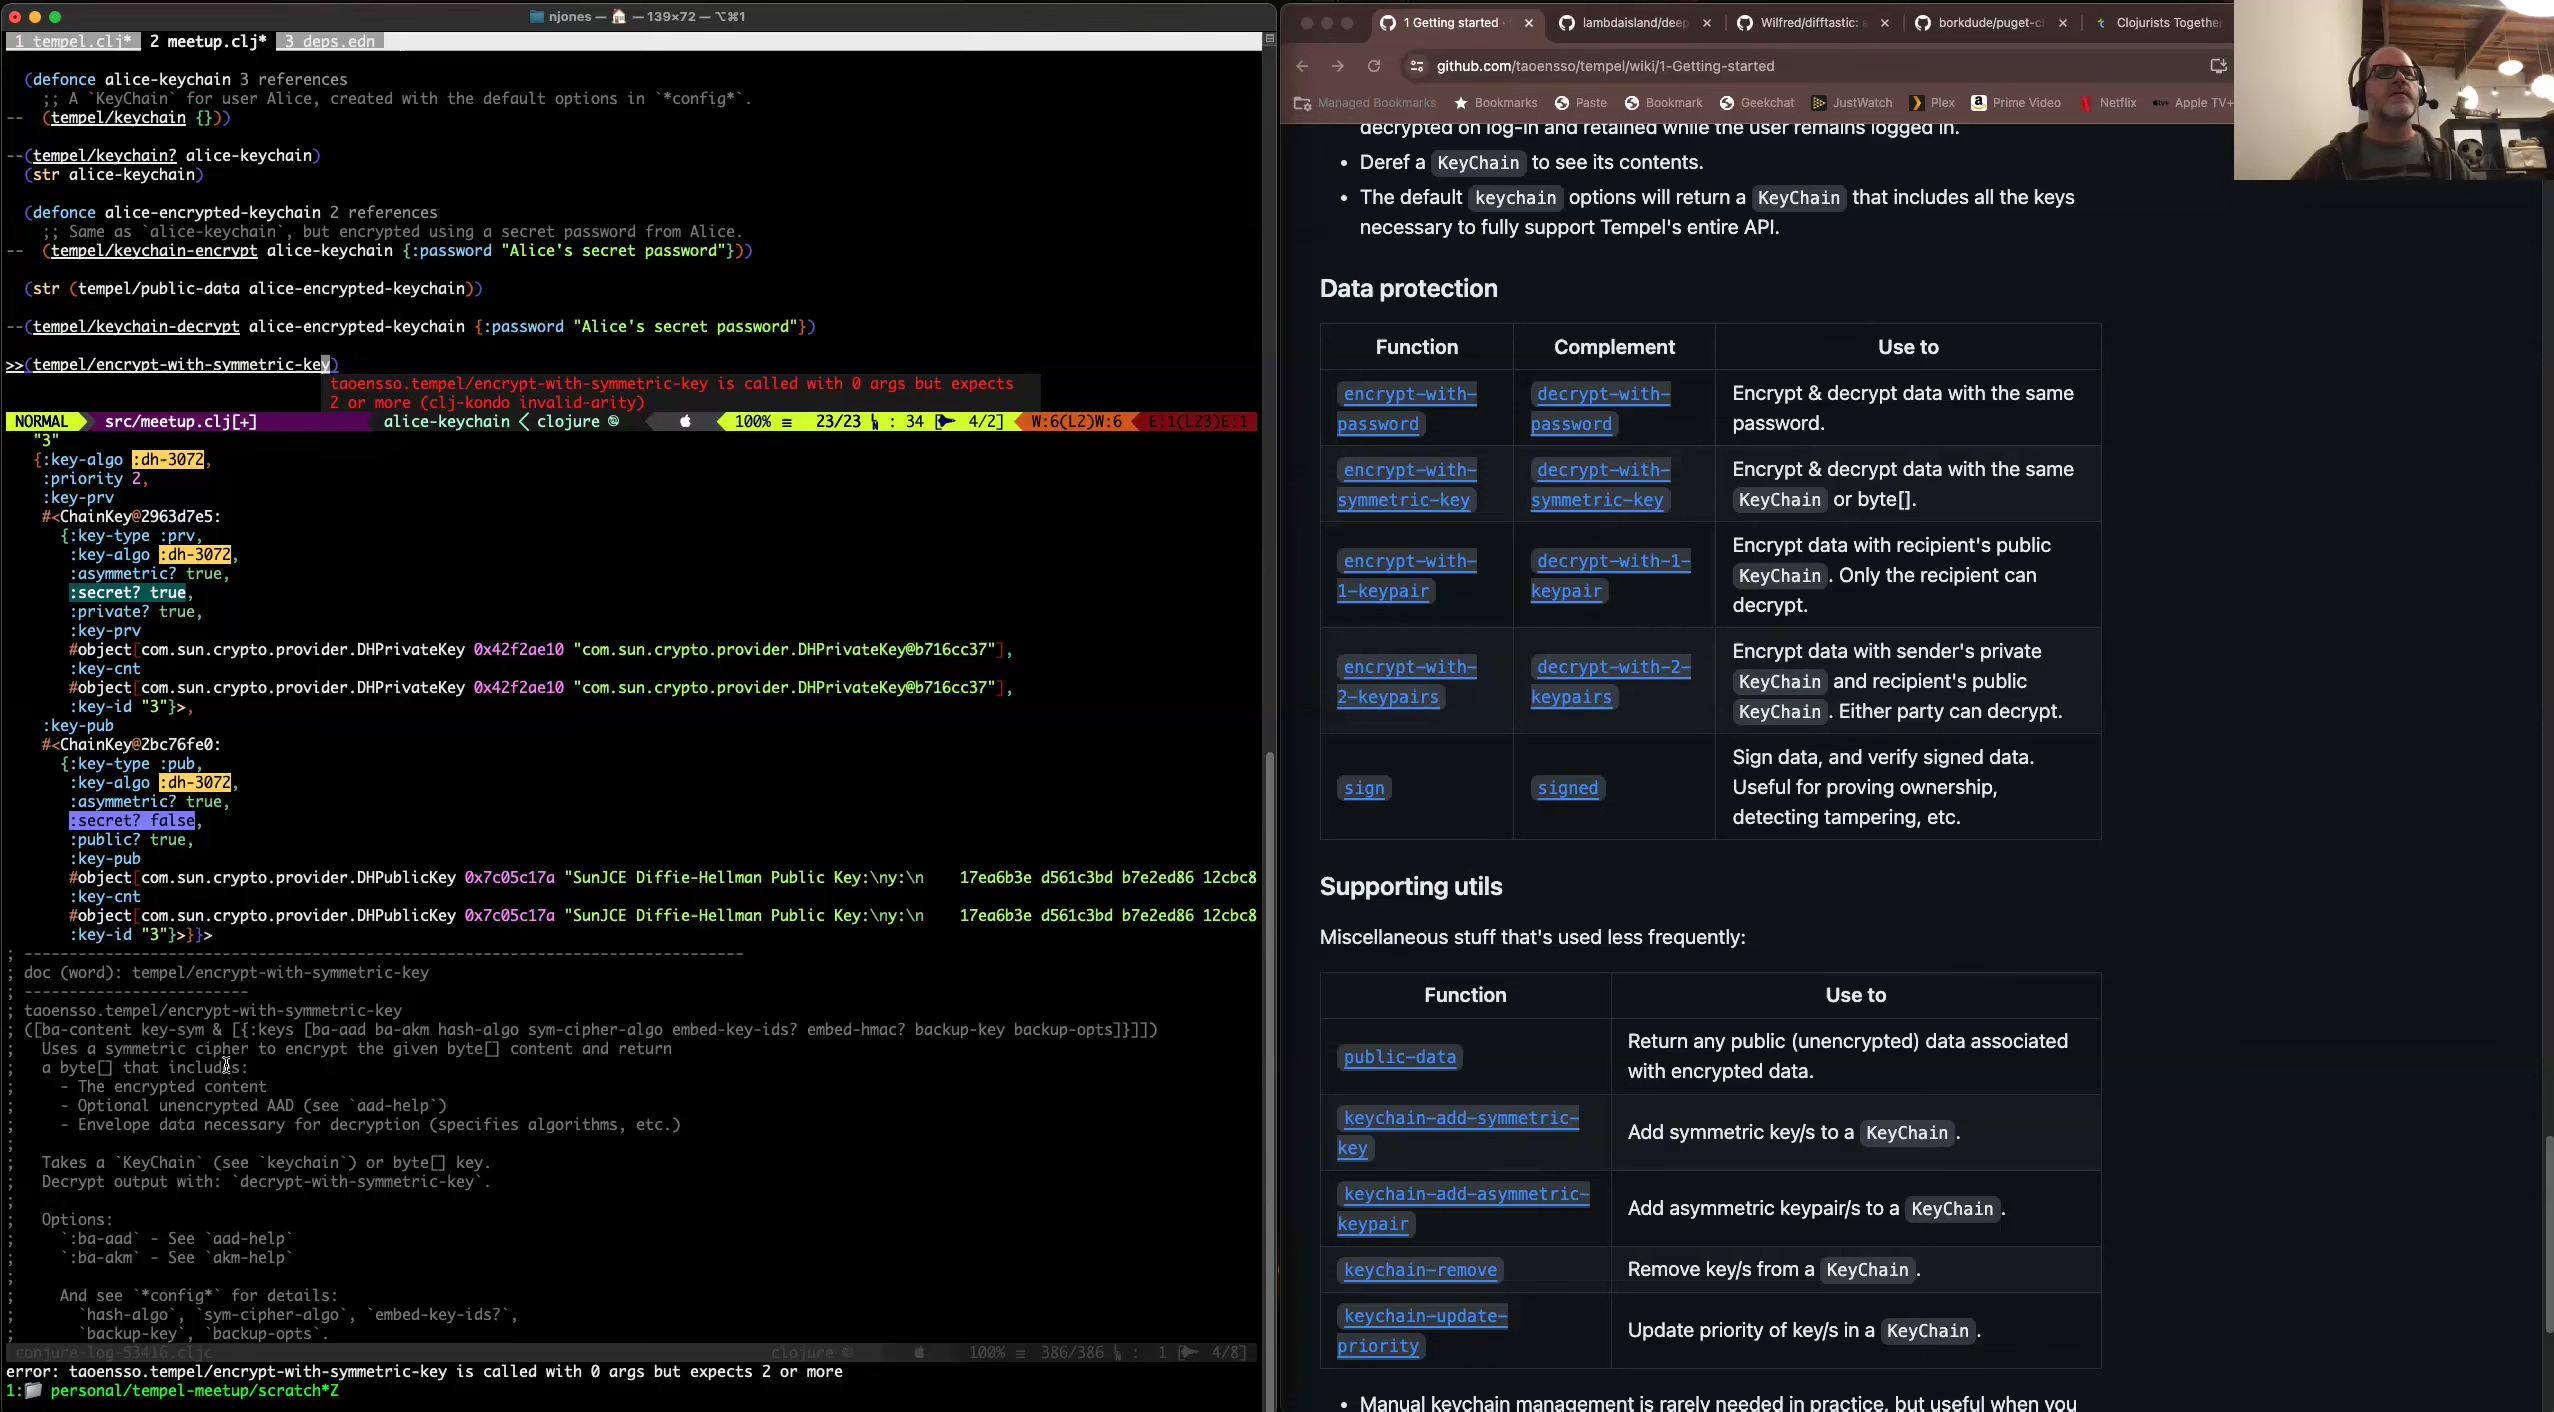 njones — 🏠 — 139×72 — ⌥⌘1
1 tempel.clj* 2 meetup.clj* 3 deps.edn
(defonce alice-keychain 3 references
;; A `KeyChain` for user Alice, created with the default options in `*config*`.
-- (tempel/keychain {}))
--(tempel/keychain? alice-keychain)
(str alice-keychain)
(defonce alice-encrypted-keychain 2 references
;; Same as `alice-keychain`, but encrypted using a secret password from Alice.
-- (tempel/keychain-encrypt alice-keychain {:password "Alice's secret password"}))
(str (tempel/public-data alice-encrypted-keychain))
--(tempel/keychain-decrypt alice-encrypted-keychain {:password "Alice's secret password"})
>>(tempel/encrypt-with-symmetric-key)
taoensso.tempel/encrypt-with-symmetric-key is called with 0 args but expects
2 or more (clj-kondo invalid-arity)
NORMAL src/meetup.clj[+] alice-keychain < clojure 100% ≡ 23/23 : 34 4/2] W:6(L2)W:6 E:1(L23)E:1
"3"
{:key-algo :dh-3072,
:priority 2,
:key-prv
#<ChainKey@2963d7e5:
{:key-type :prv,
:key-algo :dh-3072,
:asymmetric? true,
:secret? true,
:private? true,
:key-prv
#object[com.sun.crypto.provider.DHPrivateKey 0x42f2ae10 "com.sun.crypto.provider.DHPrivateKey@b716cc37"],
:key-cnt
#object[com.sun.crypto.provider.DHPrivateKey 0x42f2ae10 "com.sun.crypto.provider.DHPrivateKey@b716cc37"],
:key-id "3"}>,
:key-pub
#<ChainKey@2bc76fe0:
{:key-type :pub,
:key-algo :dh-3072,
:asymmetric? true,
:secret? false,
:public? true,
:key-pub
#object[com.sun.crypto.provider.DHPublicKey 0x7c05c17a "SunJCE Diffie-Hellman Public Key:\ny:\n    17ea6b3e d561c3bd b7e2ed86 12cbc8
:key-cnt
#object[com.sun.crypto.provider.DHPublicKey 0x7c05c17a "SunJCE Diffie-Hellman Public Key:\ny:\n    17ea6b3e d561c3bd b7e2ed86 12cbc8
:key-id "3"}>}}>
; --------------------------------------------------------------------------------
; doc (word): tempel/encrypt-with-symmetric-key
; -------------------------
; taoensso.tempel/encrypt-with-symmetric-key
; ([ba-content key-sym & [{:keys [ba-aad ba-akm hash-algo sym-cipher-algo embed-key-ids? embed-hmac? backup-key backup-opts]}]])
; Uses a symmetric cipher to encrypt the given byte[] content and return
; a byte[] that includes:
; - The encrypted content
; - Optional unencrypted AAD (see `aad-help`)
; - Envelope data necessary for decryption (specifies algorithms, etc.)
;
; Takes a `KeyChain` (see `keychain`) or byte[] key.
; Decrypt output with: `decrypt-with-symmetric-key`.
;
; Options:
; `:ba-aad` - See `aad-help`
; `:ba-akm` - See `akm-help`
;
; And see `*config*` for details:
; `hash-algo`, `sym-cipher-algo`, `embed-key-ids?`,
; `backup-key`, `backup-opts`.
conjure-log-53416.cljc clojure 100% ≡ 386/386 : 1 4/8]
error: taoensso.tempel/encrypt-with-symmetric-key is called with 0 args but expects 2 or more
1: personal/tempel-meetup/scratch*Z
1 Getting started · lambdaisland/deep Wilfred/difftastic: a borkdude/puget-cl Clojurists Together
github.com/taoensso/tempel/wiki/1-Getting-started
Managed Bookmarks Bookmarks Paste Bookmark Geekchat JustWatch Plex Prime Video Netflix Apple TV+
decrypted on log-in and retained while the user remains logged in.
• Deref a KeyChain to see its contents.
• The default keychain options will return a KeyChain that includes all the keys
necessary to fully support Tempel's entire API.
Data protection
Function Complement Use to
encrypt-with-password decrypt-with-password Encrypt & decrypt data with the same password.
encrypt-with-symmetric-key decrypt-with-symmetric-key Encrypt & decrypt data with the same KeyChain or byte[].
encrypt-with-1-keypair decrypt-with-1-keypair Encrypt data with recipient's public KeyChain. Only the recipient can decrypt.
encrypt-with-2-keypairs decrypt-with-2-keypairs Encrypt data with sender's private KeyChain and recipient's public KeyChain. Either party can decrypt.
sign signed Sign data, and verify signed data. Useful for proving ownership, detecting tampering, etc.
Supporting utils
Miscellaneous stuff that's used less frequently:
Function Use to
public-data Return any public (unencrypted) data associated with encrypted data.
keychain-add-symmetric-key Add symmetric key/s to a KeyChain.
keychain-add-asymmetric-keypair Add asymmetric keypair/s to a KeyChain.
keychain-remove Remove key/s from a KeyChain.
keychain-update-priority Update priority of key/s in a KeyChain.
• Manual keychain management is rarely needed in practice, but useful when you